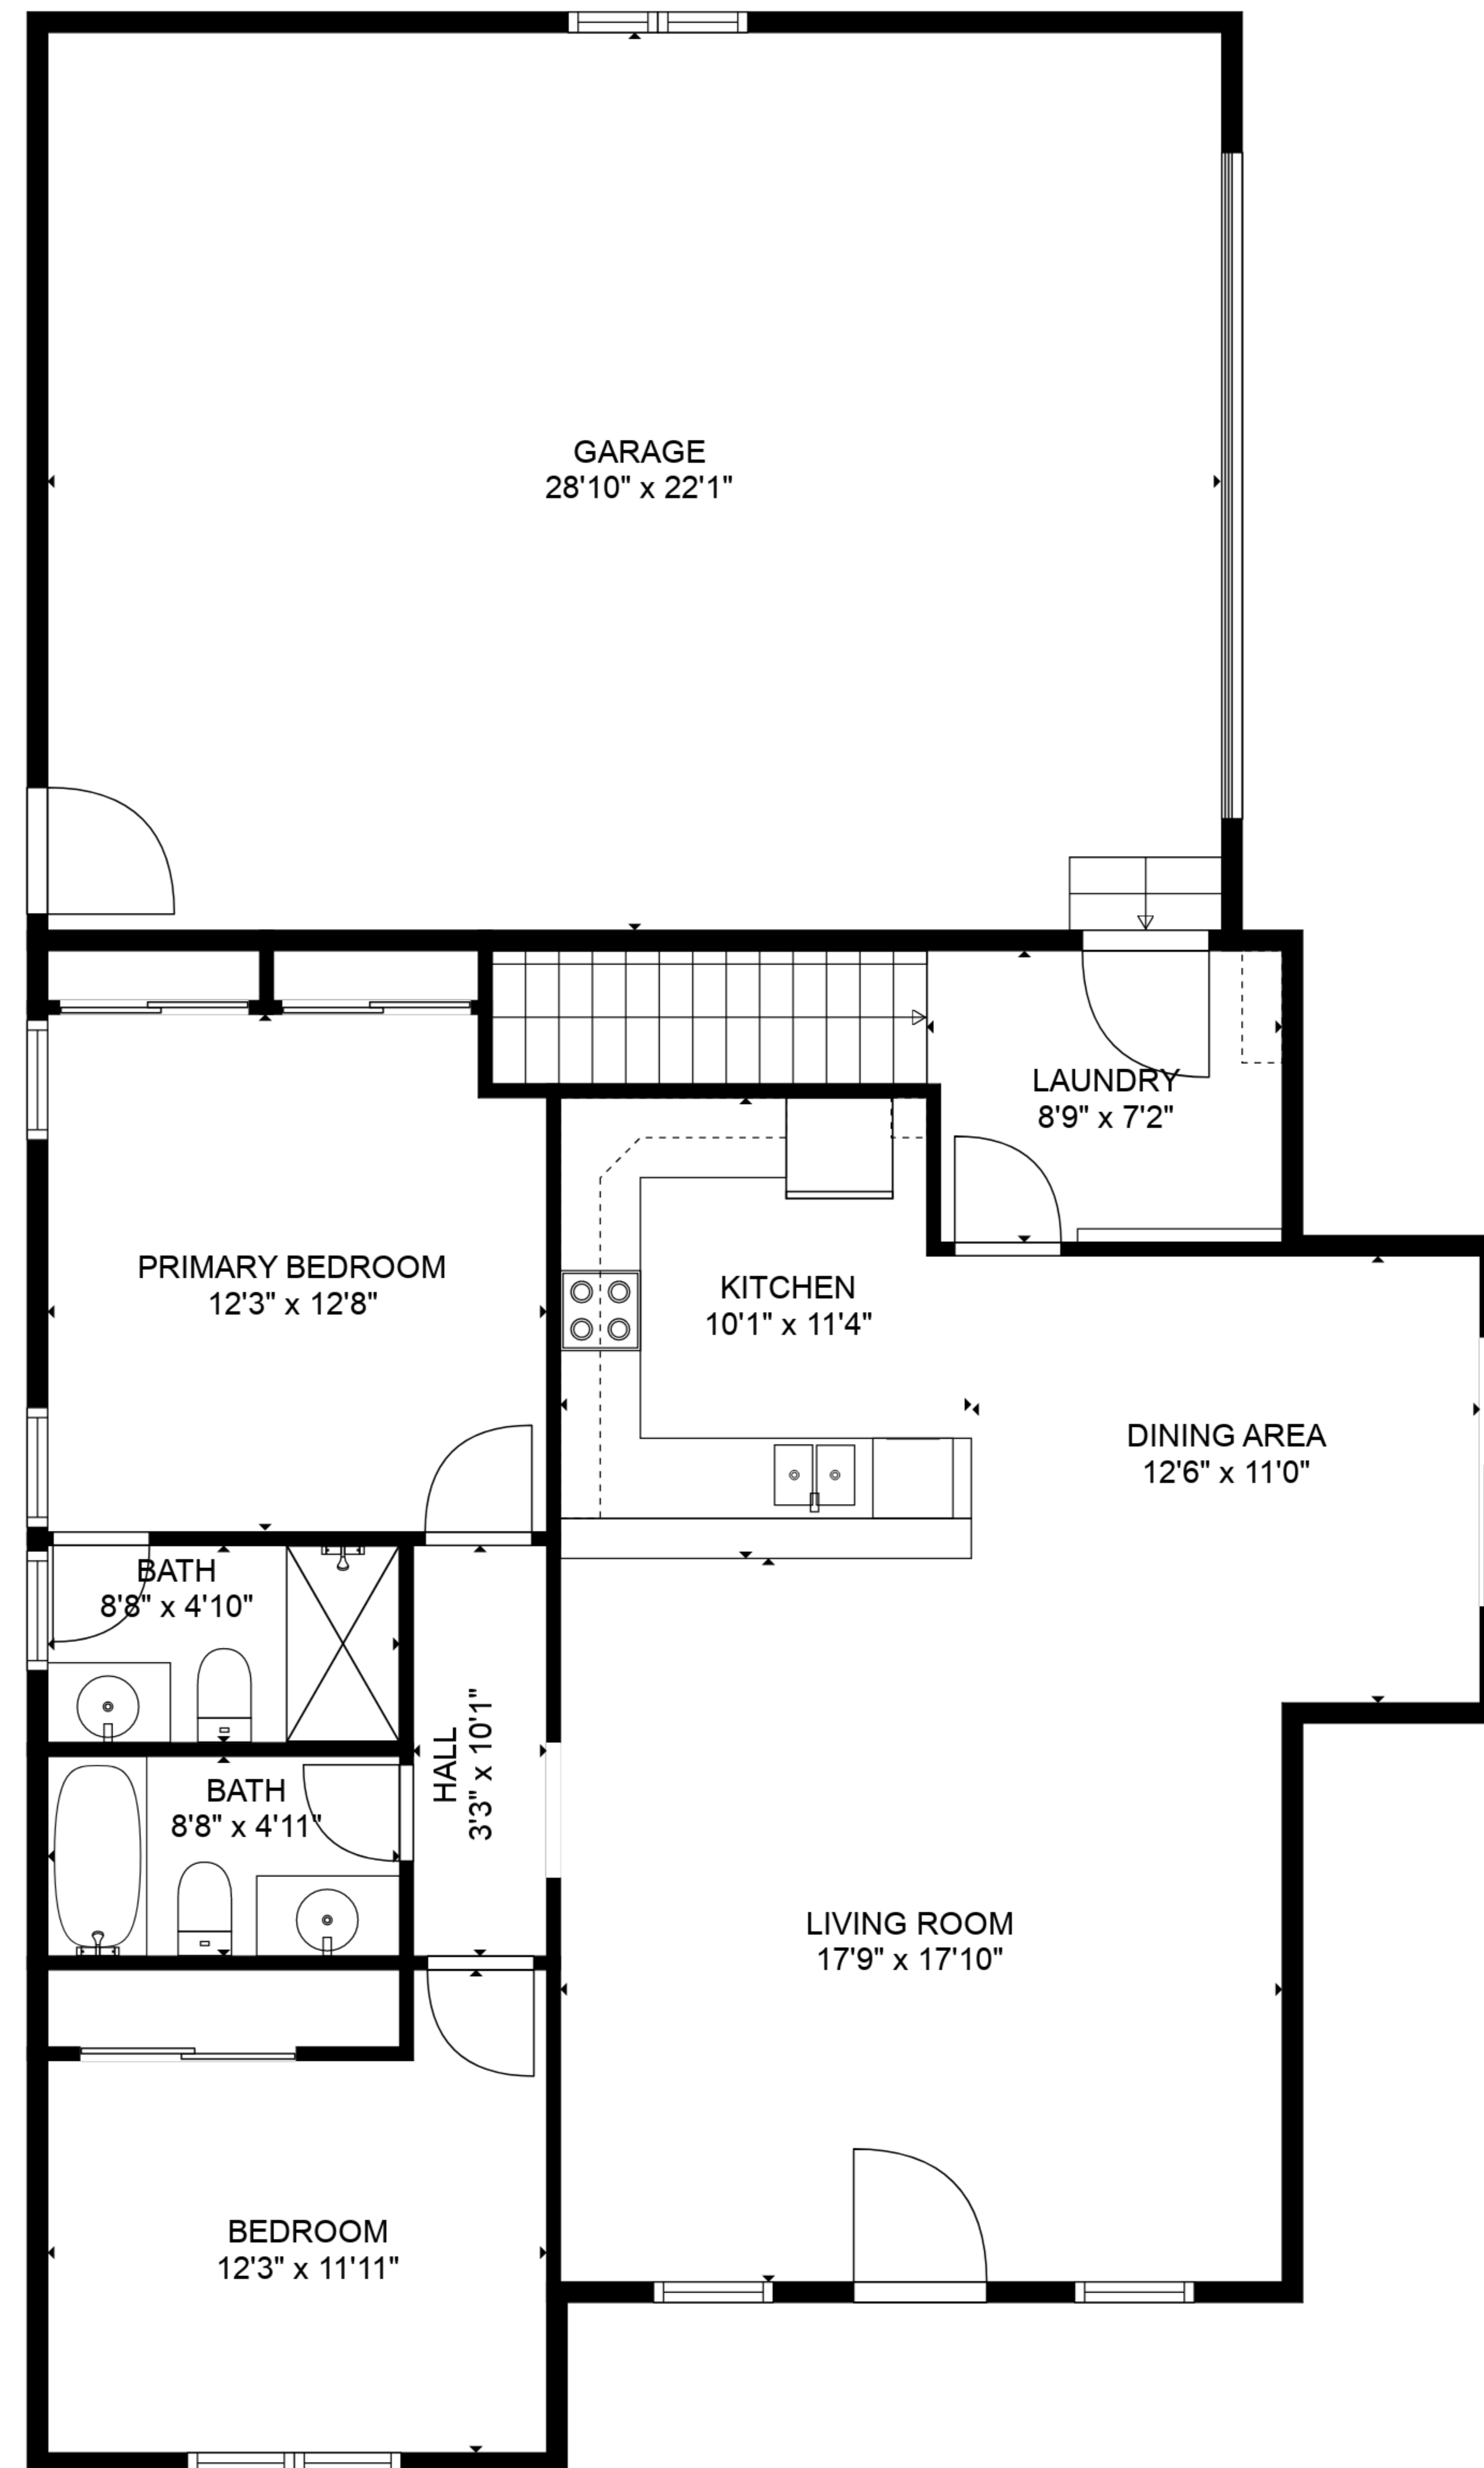 GARAGE
28'10" x 22'1"
LAUNDRY
8'9" x 7'2"
PRIMARY BEDROOM
12'3" x 12'8"
KITCHEN
10'1" x 11'4"
DINING AREA
12'6" x 11'0"
BATH
8'8" x 4'10"
HALL
3'3" x 10'1"
BATH
8'8" x 4'11"
LIVING ROOM
17'9" x 17'10"
BEDROOM
12'3" x 11'11"